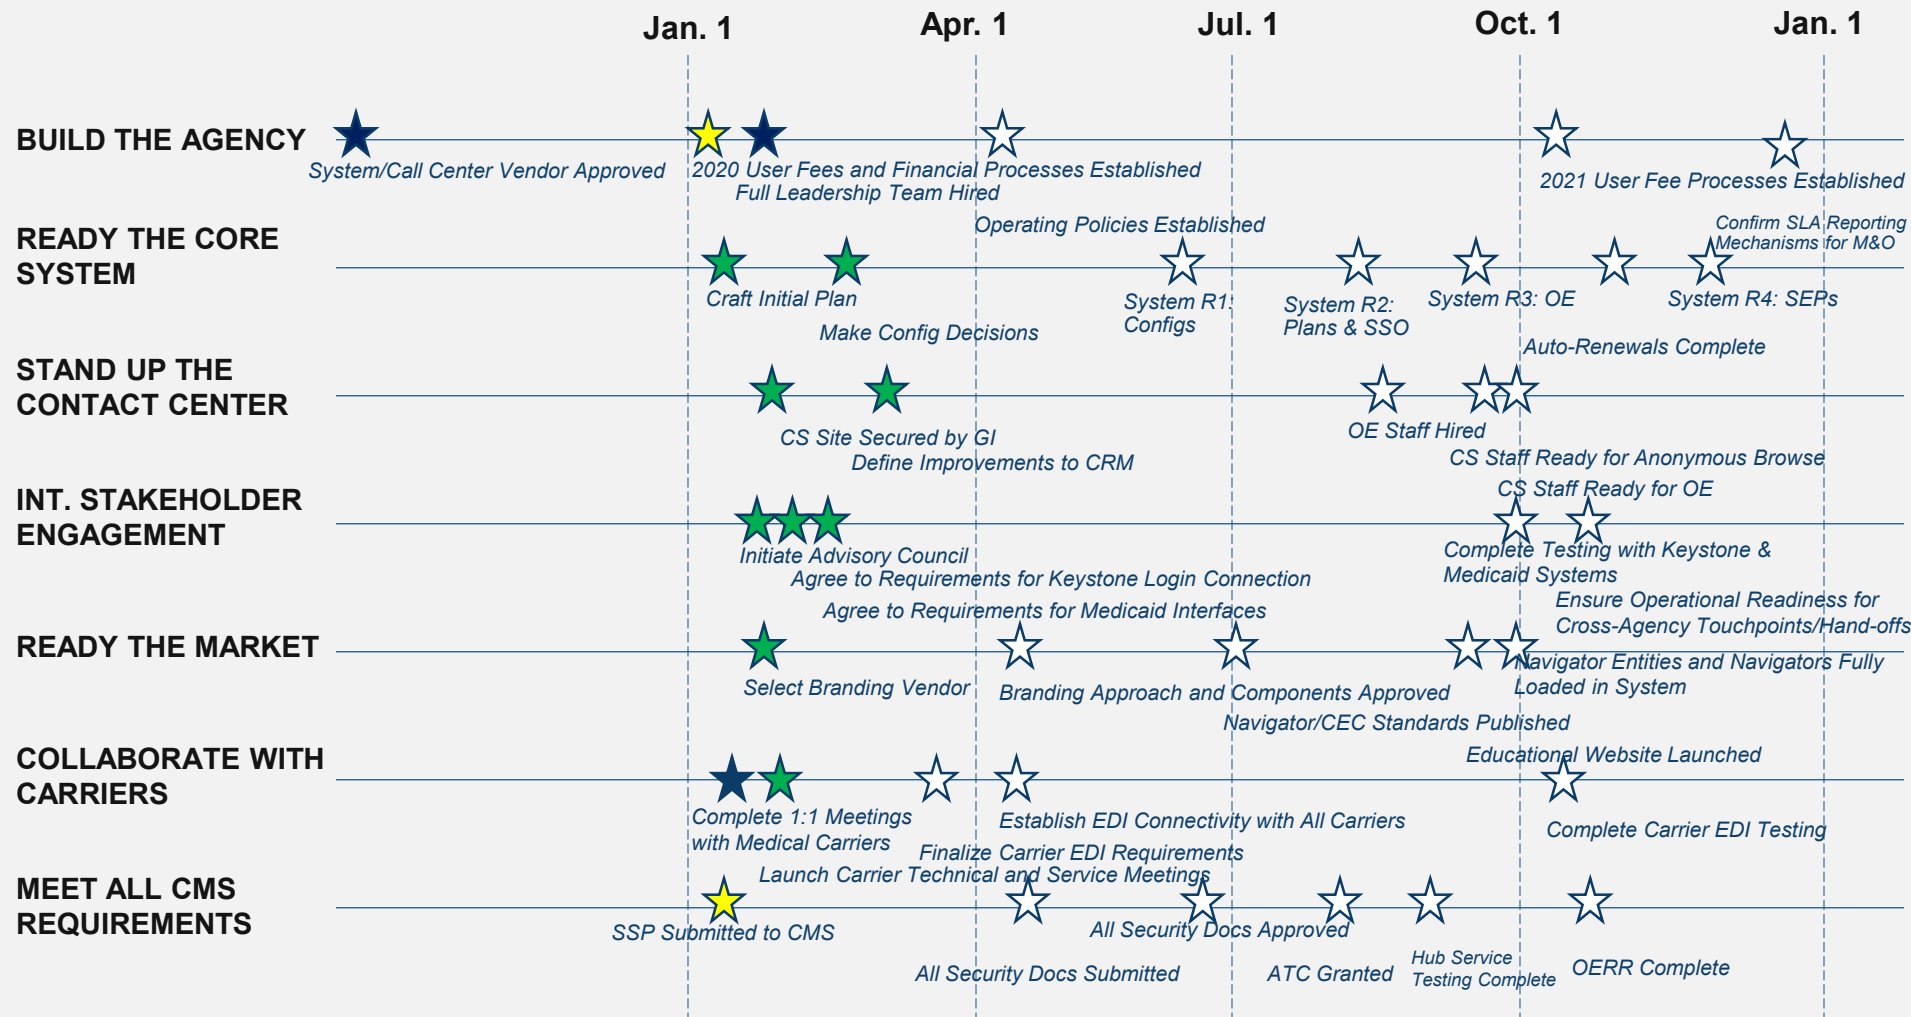 Jan. 1
Apr. 1
Jul. 1
Oct. 1
Jan. 1
BUILD THE AGENCY
System/Call Center Vendor Approved
2020 User Fees and Financial Processes Established
Full Leadership Team Hired
2021 User Fee Processes Established
Operating Policies Established
Confirm SLA Reporting
Mechanisms for M&O
READY THE CORE
SYSTEM
Craft Initial Plan
Make Config Decisions
System R1:
Configs
System R2:
Plans & SSO
System R3: OE
System R4: SEPs
Auto-Renewals Complete
STAND UP THE
CONTACT CENTER
CS Site Secured by GI
Define Improvements to CRM
OE Staff Hired
CS Staff Ready for Anonymous Browse
CS Staff Ready for OE
INT. STAKEHOLDER
ENGAGEMENT
Initiate Advisory Council
Agree to Requirements for Keystone Login Connection
Agree to Requirements for Medicaid Interfaces
Complete Testing with Keystone &
Medicaid Systems
Ensure Operational Readiness for
Cross-Agency Touchpoints/Hand-offs
READY THE MARKET
Select Branding Vendor
Branding Approach and Components Approved
Navigator/CEC Standards Published
Navigator Entities and Navigators Fully
Loaded in System
Educational Website Launched
COLLABORATE WITH
CARRIERS
Complete 1:1 Meetings
with Medical Carriers
Establish EDI Connectivity with All Carriers
Finalize Carrier EDI Requirements
Launch Carrier Technical and Service Meetings
Complete Carrier EDI Testing
MEET ALL CMS
REQUIREMENTS
SSP Submitted to CMS
All Security Docs Approved
All Security Docs Submitted
ATC Granted
Hub Service
Testing Complete
OERR Complete